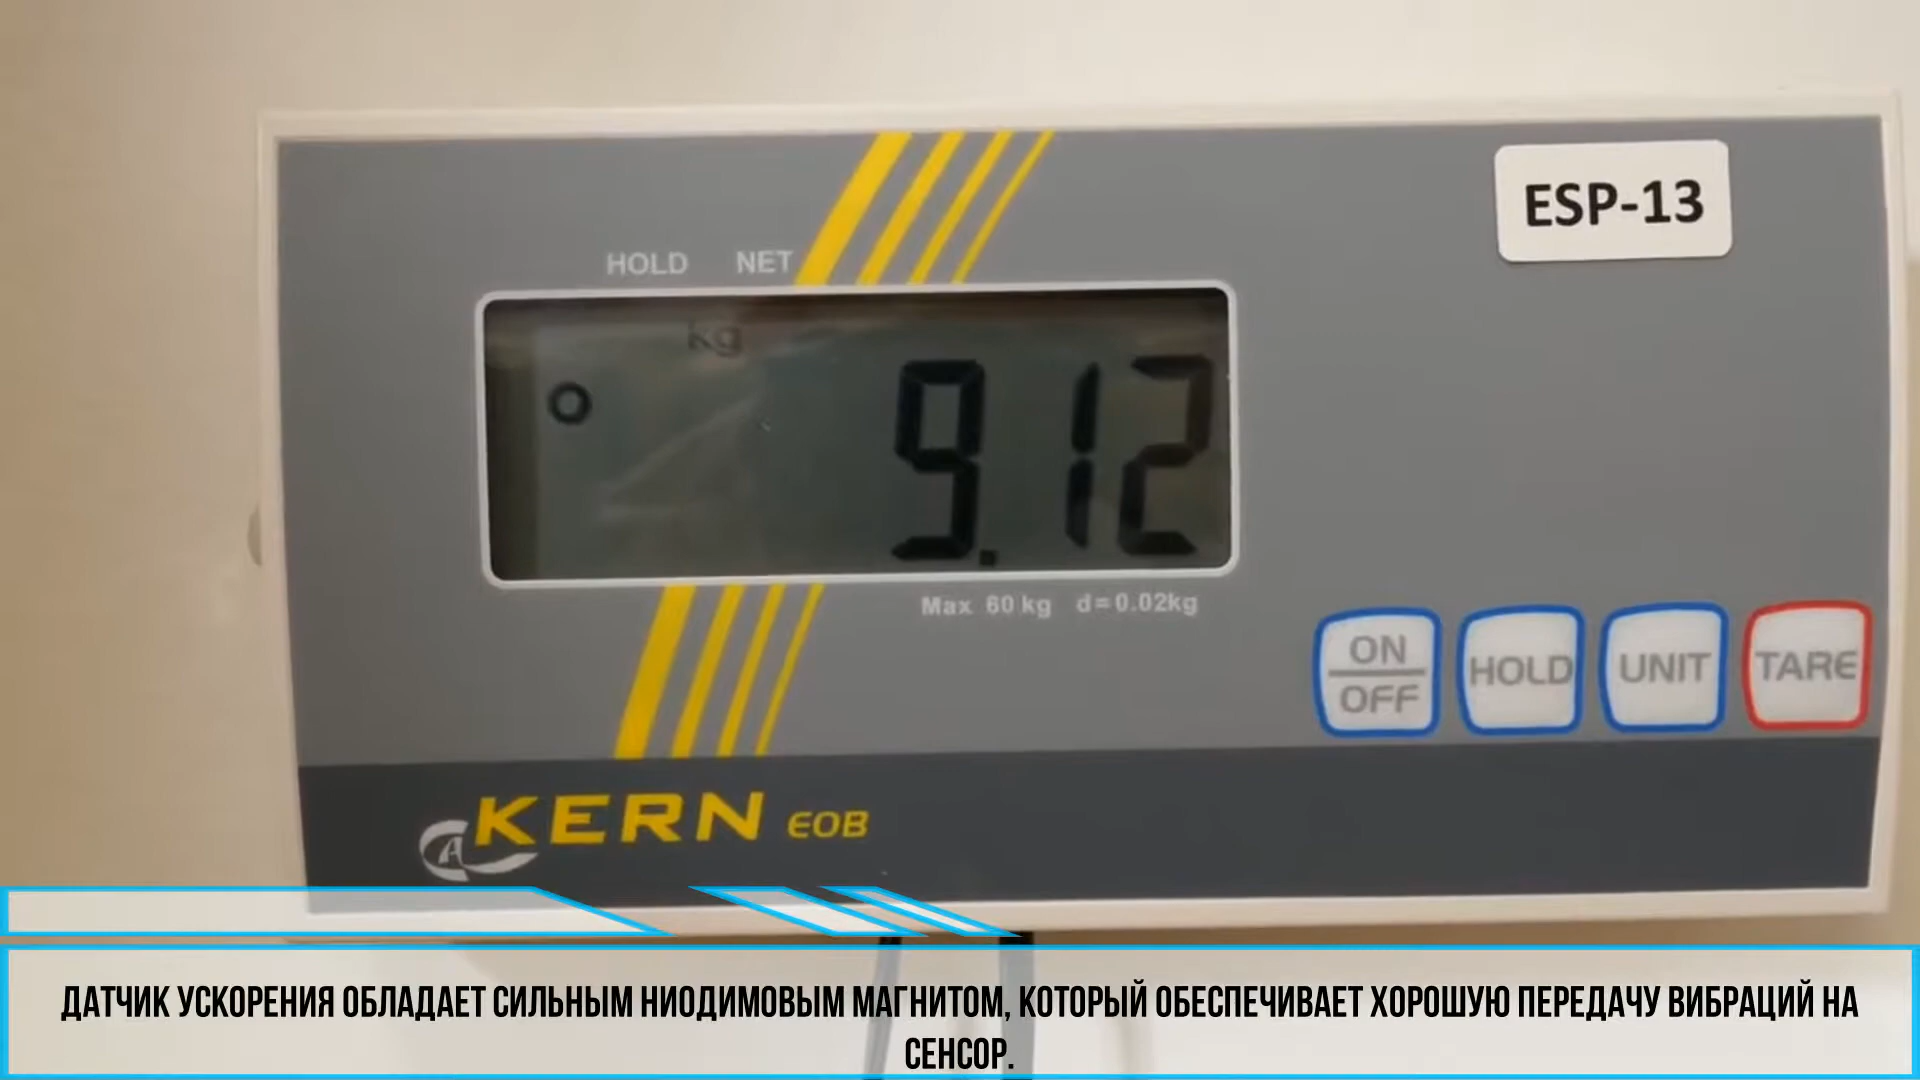 ESP-13
HOLD NET
kg
9.12
Max 60 kg d=0.02kg
ON
OFF
HOLD
UNIT
TARE
KERN EOB
ДАТЧИК УСКОРЕНИЯ ОБЛАДАЕТ СИЛЬНЫМ НИОДИМОВЫМ МАГНИТОМ, КОТОРЫЙ ОБЕСПЕЧИВАЕТ ХОРОШУЮ ПЕРЕДАЧУ ВИБРАЦИЙ НА
СЕНСОР.